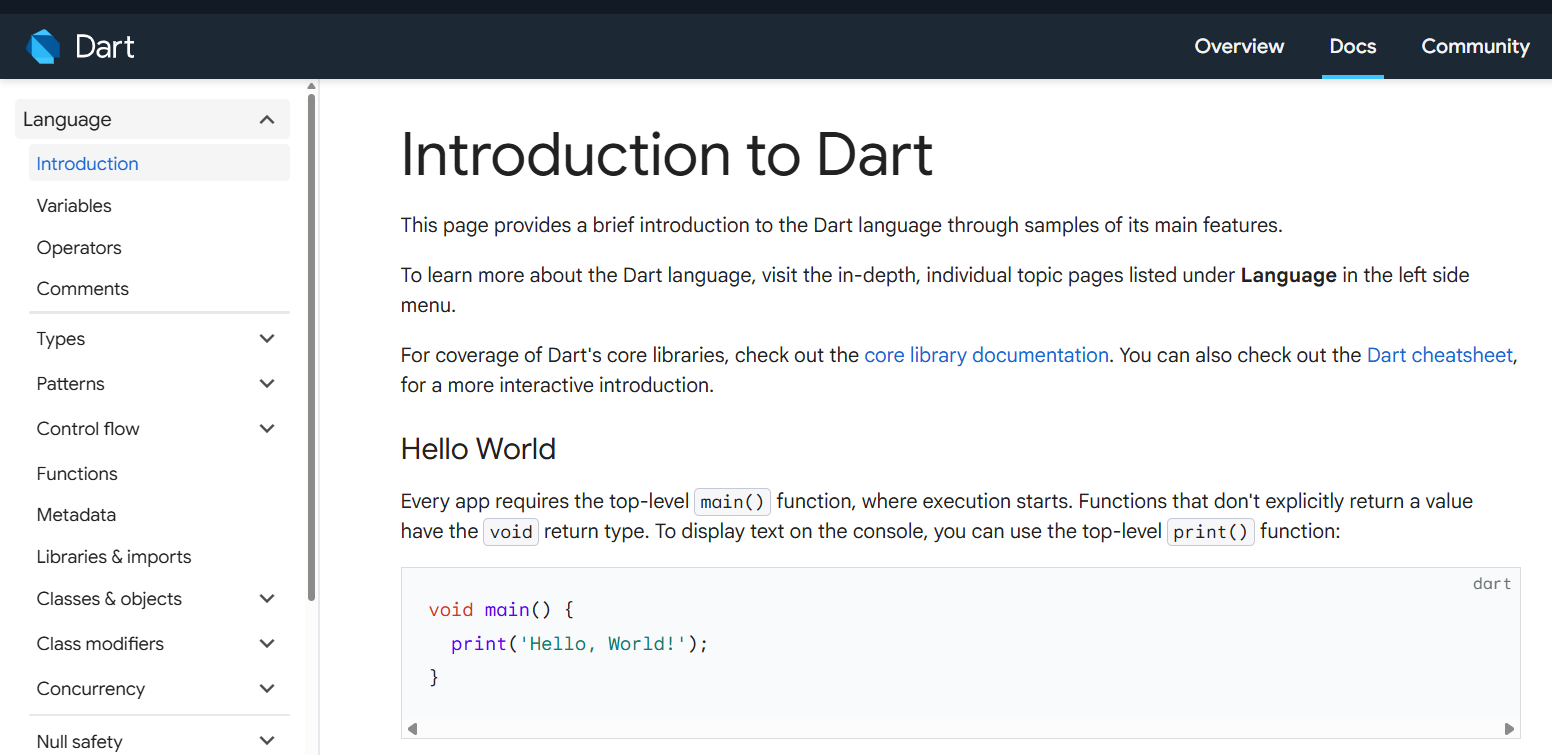 Dart
Overview
Docs
Community
Language
Introduction
Variables
Operators
Comments
Types
Patterns
Control flow
Functions
Metadata
Libraries & imports
Classes & objects
Class modifiers
Concurrency
Null safety
Introduction to Dart
This page provides a brief introduction to the Dart language through samples of its main features.
To learn more about the Dart language, visit the in-depth, individual topic pages listed under Language in the left side
menu.
For coverage of Dart's core libraries, check out the core library documentation. You can also check out the Dart cheatsheet,
for a more interactive introduction.
Hello World
Every app requires the top-level main() function, where execution starts. Functions that don't explicitly return a value
have the void return type. To display text on the console, you can use the top-level print() function:
dart
void main() {
  print('Hello, World!');
}